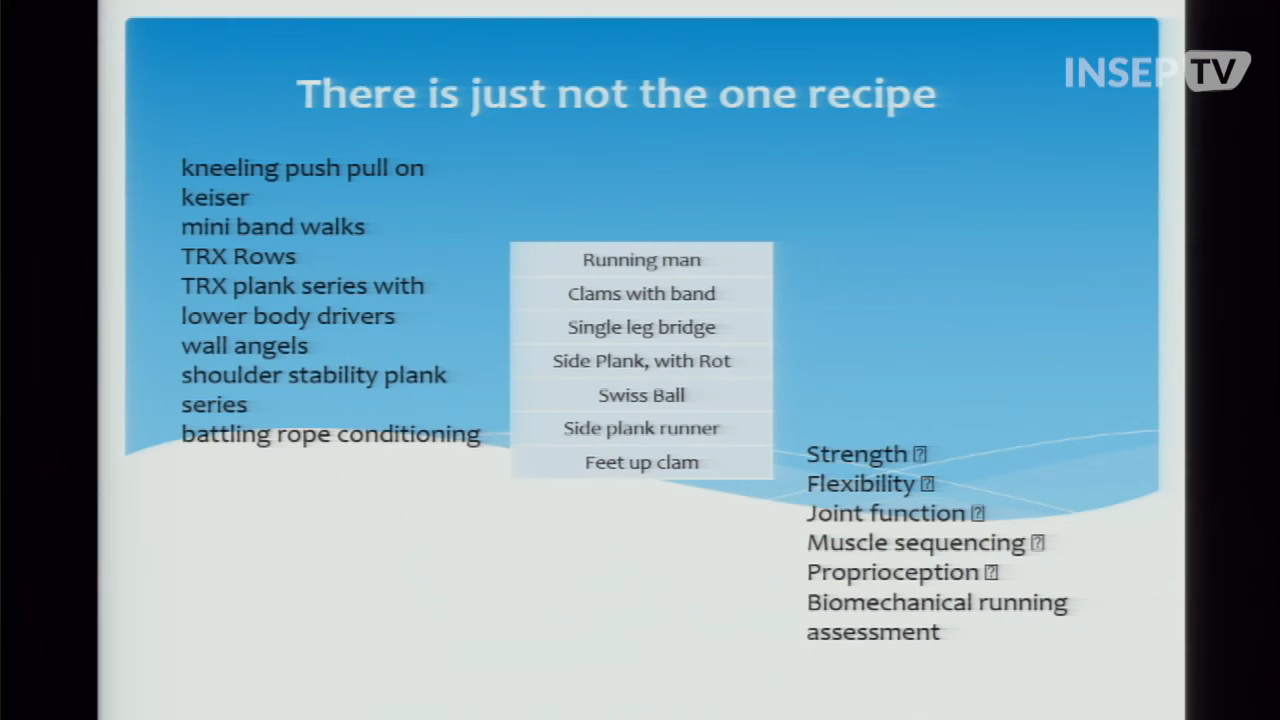 There is just not the one recipe
INSEP TV
kneeling push pull on
keiser
mini band walks
TRX Rows
TRX plank series with
lower body drivers
wall angels
shoulder stability plank
series
battling rope conditioning
Running man
Clams with band
Single leg bridge
Side Plank, with Rot
Swiss Ball
Side plank runner
Feet up clam
Strength ⍰
Flexibility ⍰
Joint function ⍰
Muscle sequencing ⍰
Proprioception ⍰
Biomechanical running
assessment